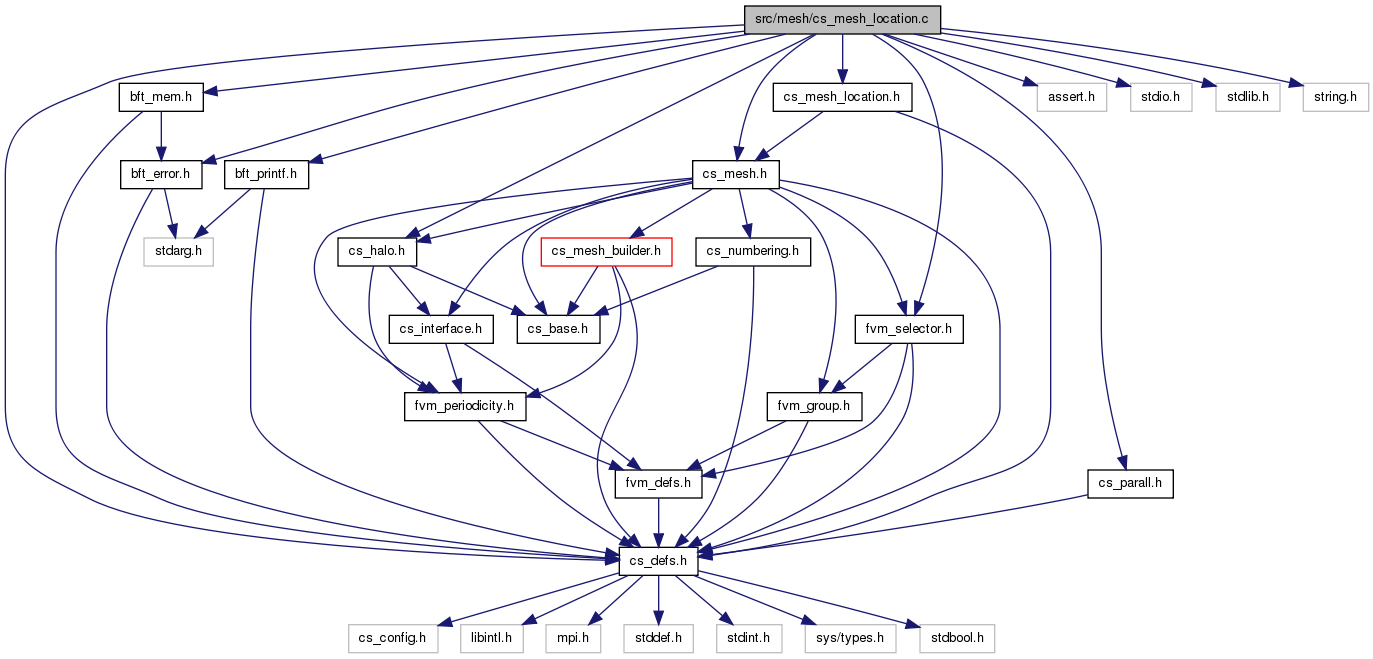 src/mesh/cs_mesh_location.c
bft_mem.h
cs_mesh_location.h
assert.h
stdio.h
stdlib.h
string.h
bft_error.h
bft_printf.h
cs_mesh.h
stdarg.h
cs_halo.h
cs_mesh_builder.h
cs_numbering.h
cs_interface.h
cs_base.h
fvm_selector.h
fvm_periodicity.h
fvm_group.h
fvm_defs.h
cs_parall.h
cs_defs.h
cs_config.h
libintl.h
mpi.h
stddef.h
stdint.h
sys/types.h
stdbool.h